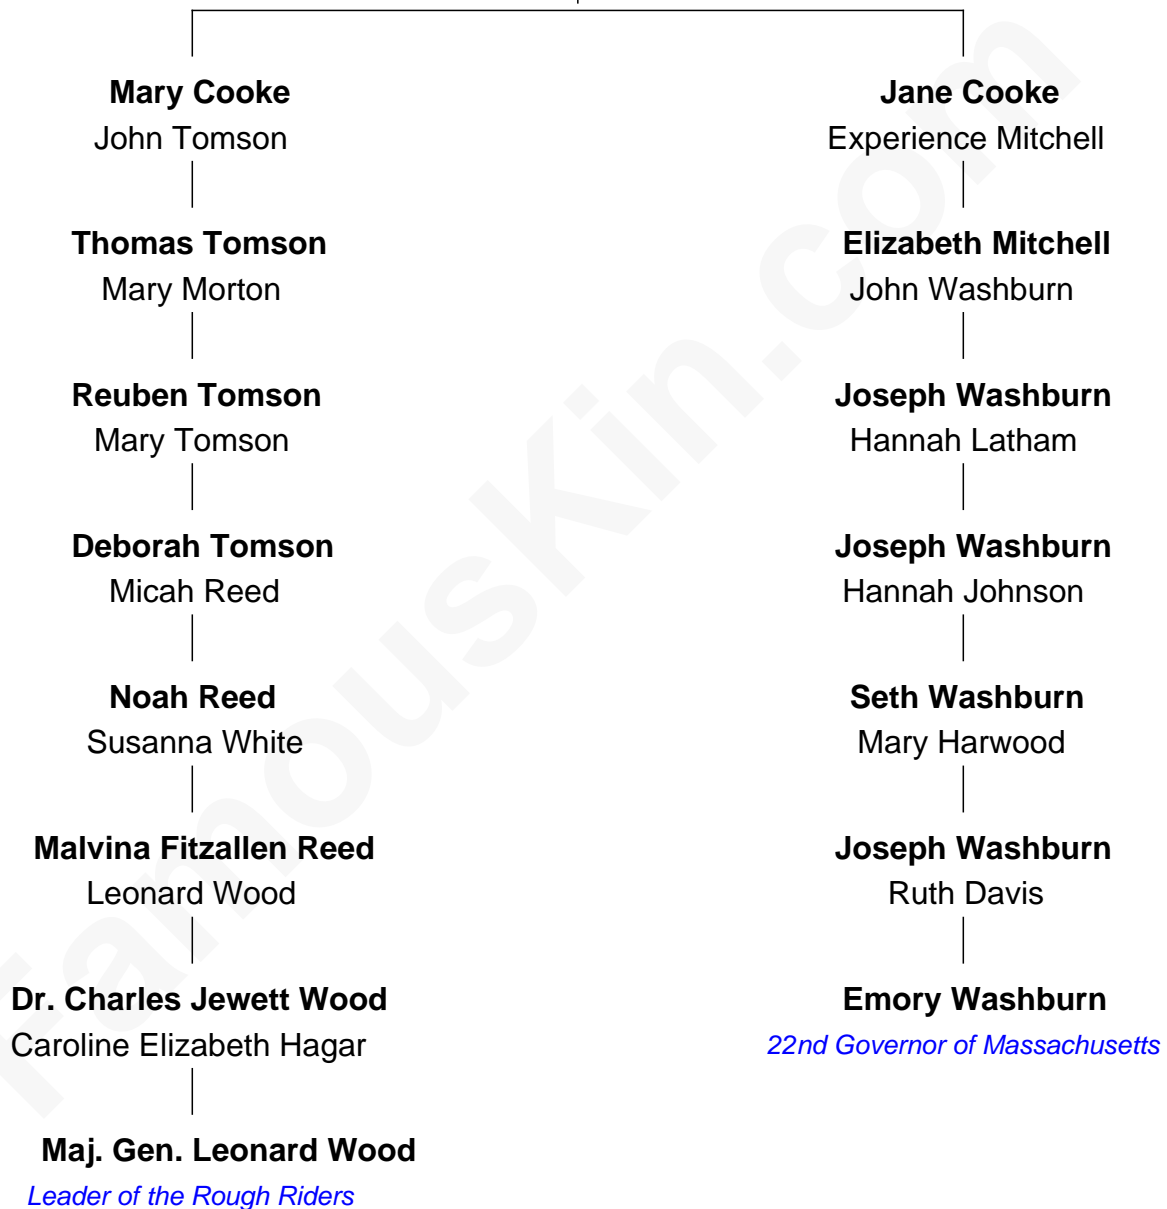 Mary Cooke
John Tomson
Thomas Tomson
Mary Morton
Reuben Tomson
Mary Tomson
Deborah Tomson
Micah Reed
Noah Reed
Susanna White
Malvina Fitzallen Reed
Leonard Wood
Dr. Charles Jewett Wood
Caroline Elizabeth Hagar
Maj. Gen. Leonard Wood
Leader of the Rough Riders
Jane Cooke
Experience Mitchell
Elizabeth Mitchell
John Washburn
Joseph Washburn
Hannah Latham
Joseph Washburn
Hannah Johnson
Seth Washburn
Mary Harwood
Joseph Washburn
Ruth Davis
Emory Washburn
22nd Governor of Massachusetts
FamousKin.com